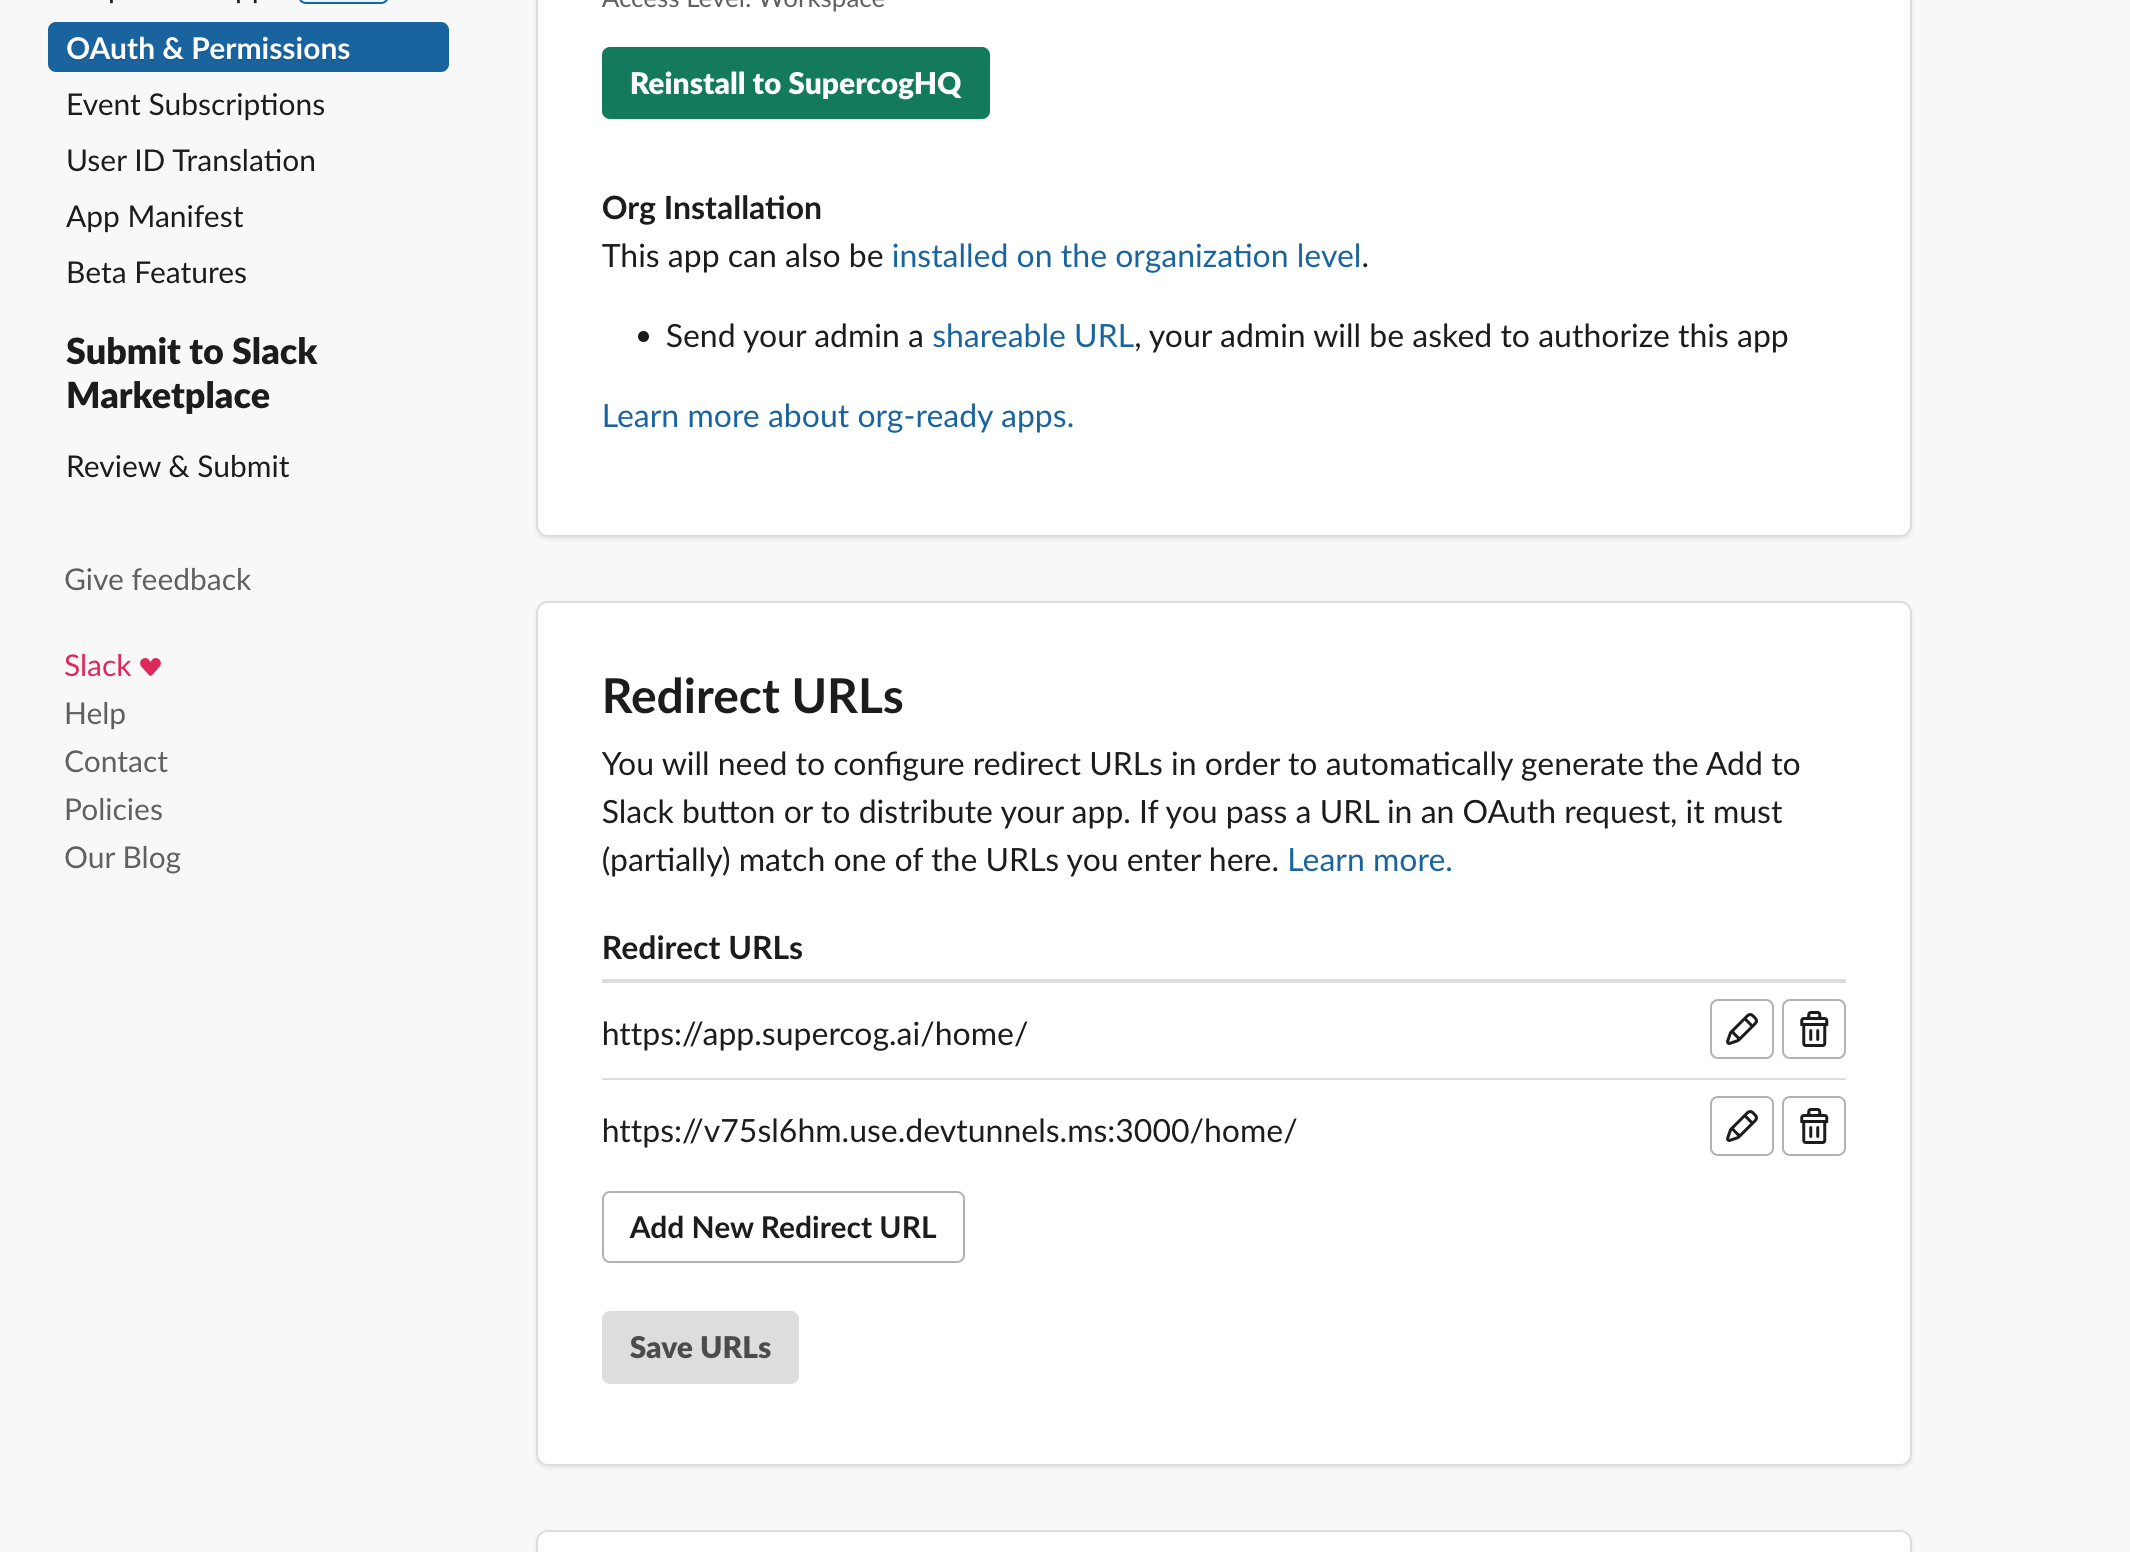 OAuth & Permissions
Event Subscriptions
User ID Translation
App Manifest
Beta Features
Submit to Slack
Marketplace
Review & Submit
Give feedback
Slack ♥
Help
Contact
Policies
Our Blog
Access Level: Workspace
Reinstall to SupercogHQ
Org Installation
This app can also be installed on the organization level.
• Send your admin a shareable URL, your admin will be asked to authorize this app
Learn more about org-ready apps.
Redirect URLs
You will need to configure redirect URLs in order to automatically generate the Add to
Slack button or to distribute your app. If you pass a URL in an OAuth request, it must
(partially) match one of the URLs you enter here. Learn more.
Redirect URLs
https://app.supercog.ai/home/
https://v75sl6hm.use.devtunnels.ms:3000/home/
Add New Redirect URL
Save URLs